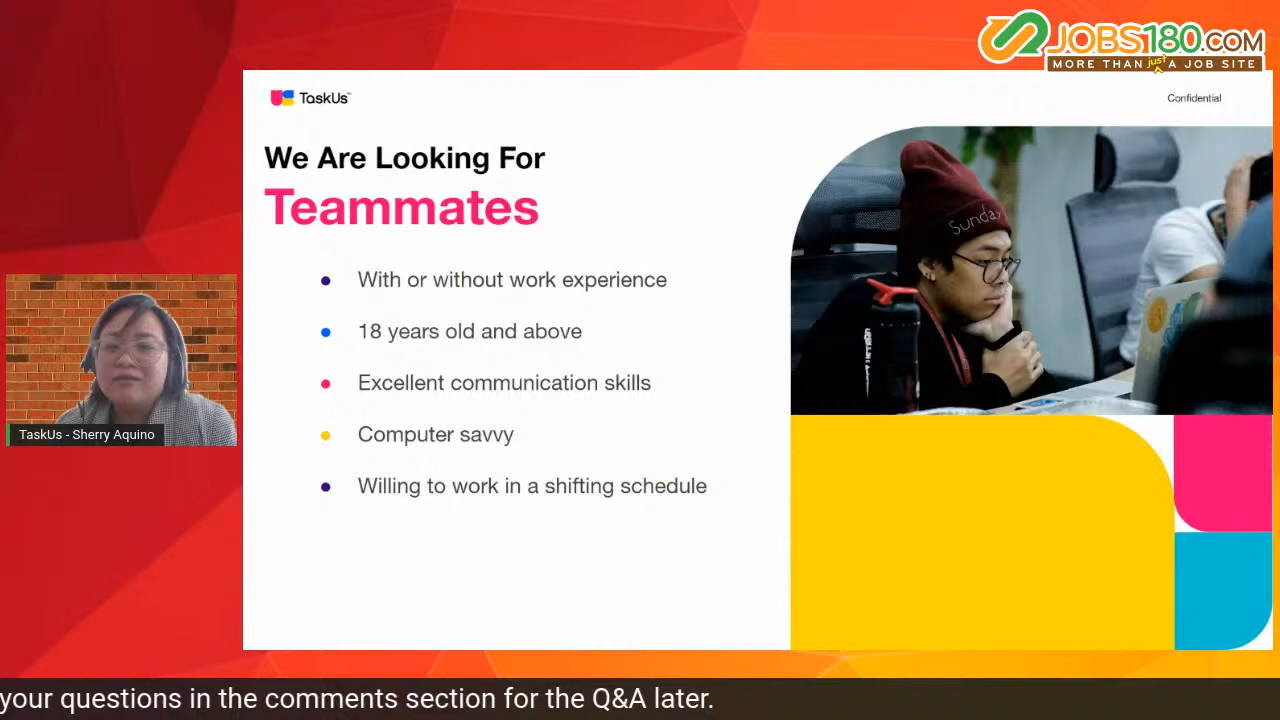 JOBS180.COM
MORE THAN just A JOB SITE
TaskUs™
Confidential
We Are Looking For
Teammates
Sunday
With or without work experience
18 years old and above
Excellent communication skills
Computer savvy
Willing to work in a shifting schedule
TaskUs - Sherry Aquino
your questions in the comments section for the Q&A later.